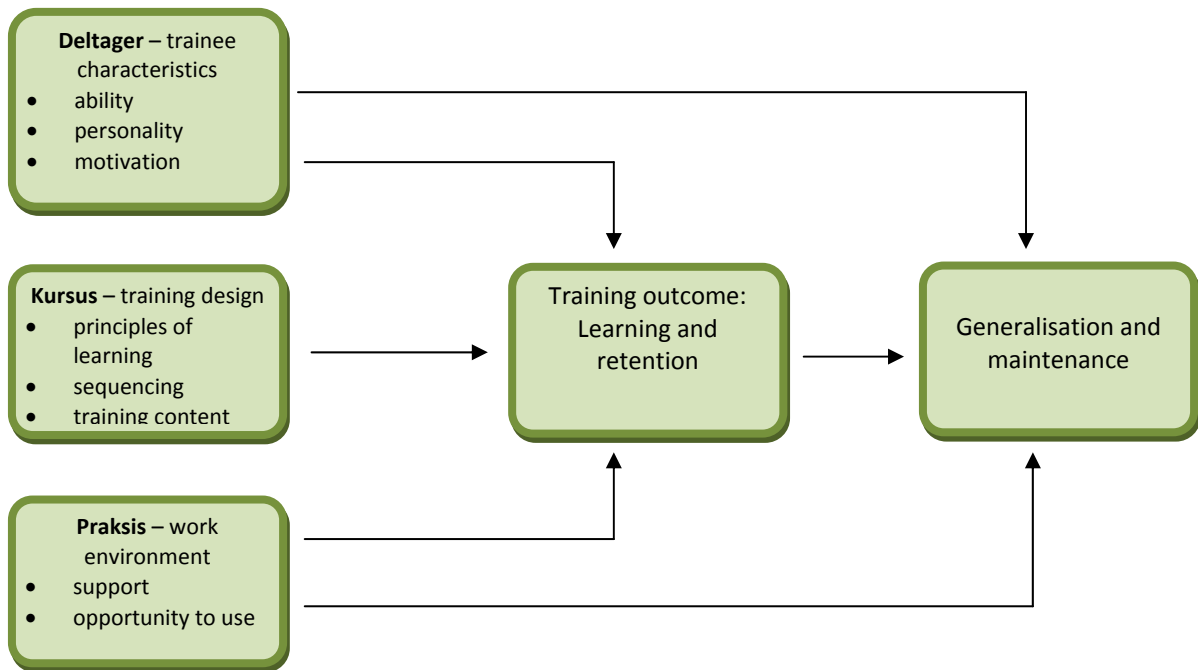 Deltager – trainee
characteristics
• ability
• personality
• motivation
Kursus – training design
• principles of
learning
• sequencing
• training content
Praksis – work
environment
• support
• opportunity to use
Training outcome:
Learning and
retention
Generalisation and
maintenance